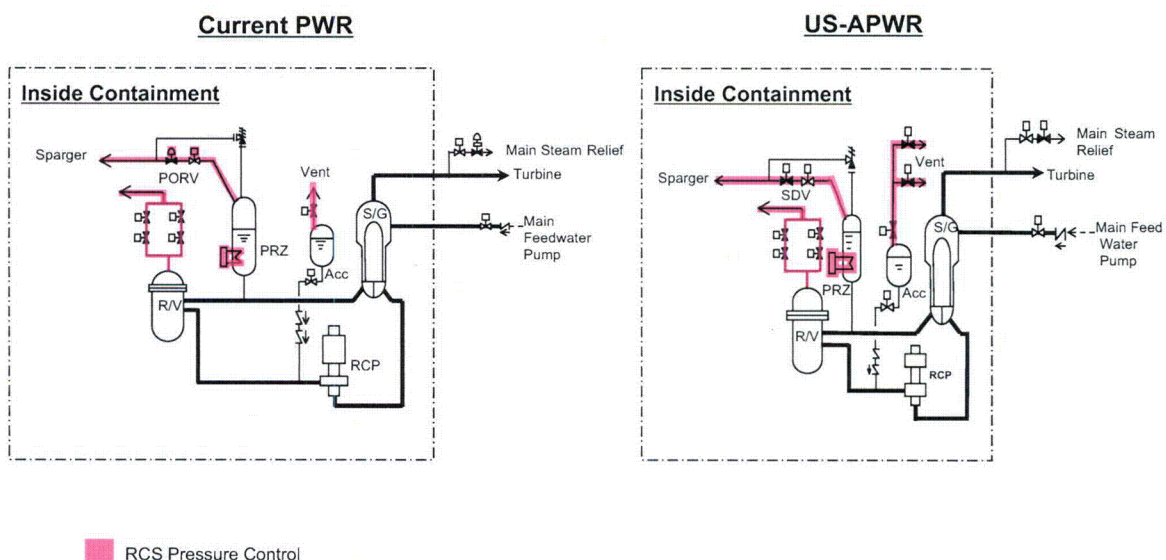 Current PWR
Inside Containment
Sparger
PORV
Vent
PRZ
Acc
S/G
R/V
RCP
Main Steam Relief
Turbine
Main
Feedwater
Pump
US-APWR
Inside Containment
Sparger
SDV
Vent
PRZ
Acc
S/G
R/V
RCP
Main Steam
Relief
Turbine
Main Feed
Water
Pump
RCS Pressure Control